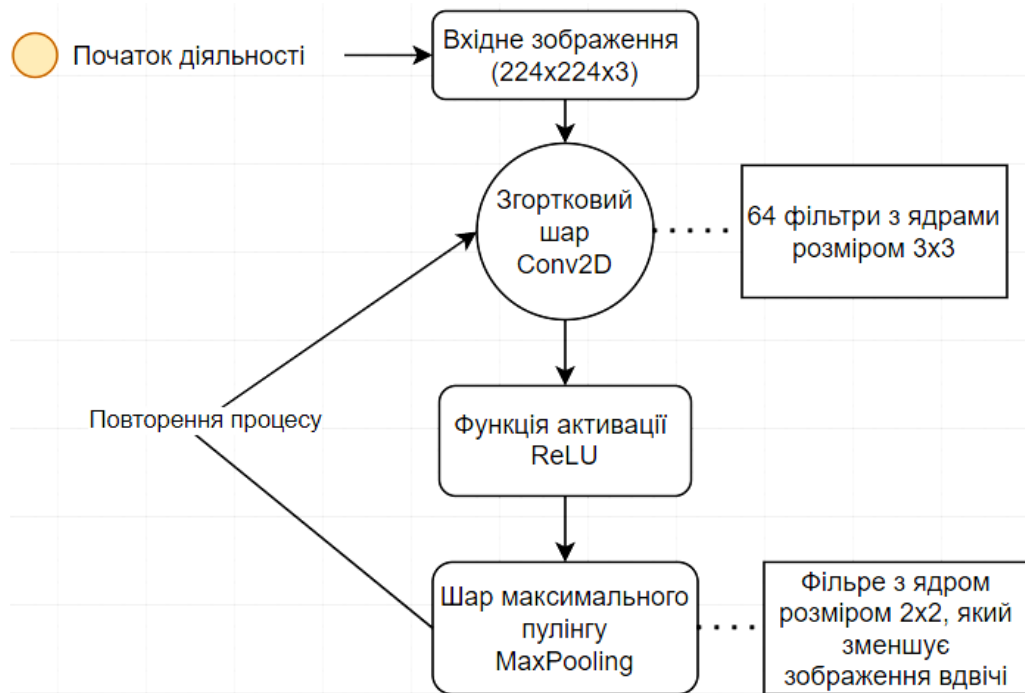 Початок діяльності
Вхідне зображення
(224x224x3)
Згортковий
шар
Conv2D
64 фільтри з ядрами
розміром 3x3
Повторення процесу
Функція активації
ReLU
Шар максимального
пулінгу
MaxPooling
Фільре з ядром
розміром 2x2, який
зменшує
зображення вдвічі